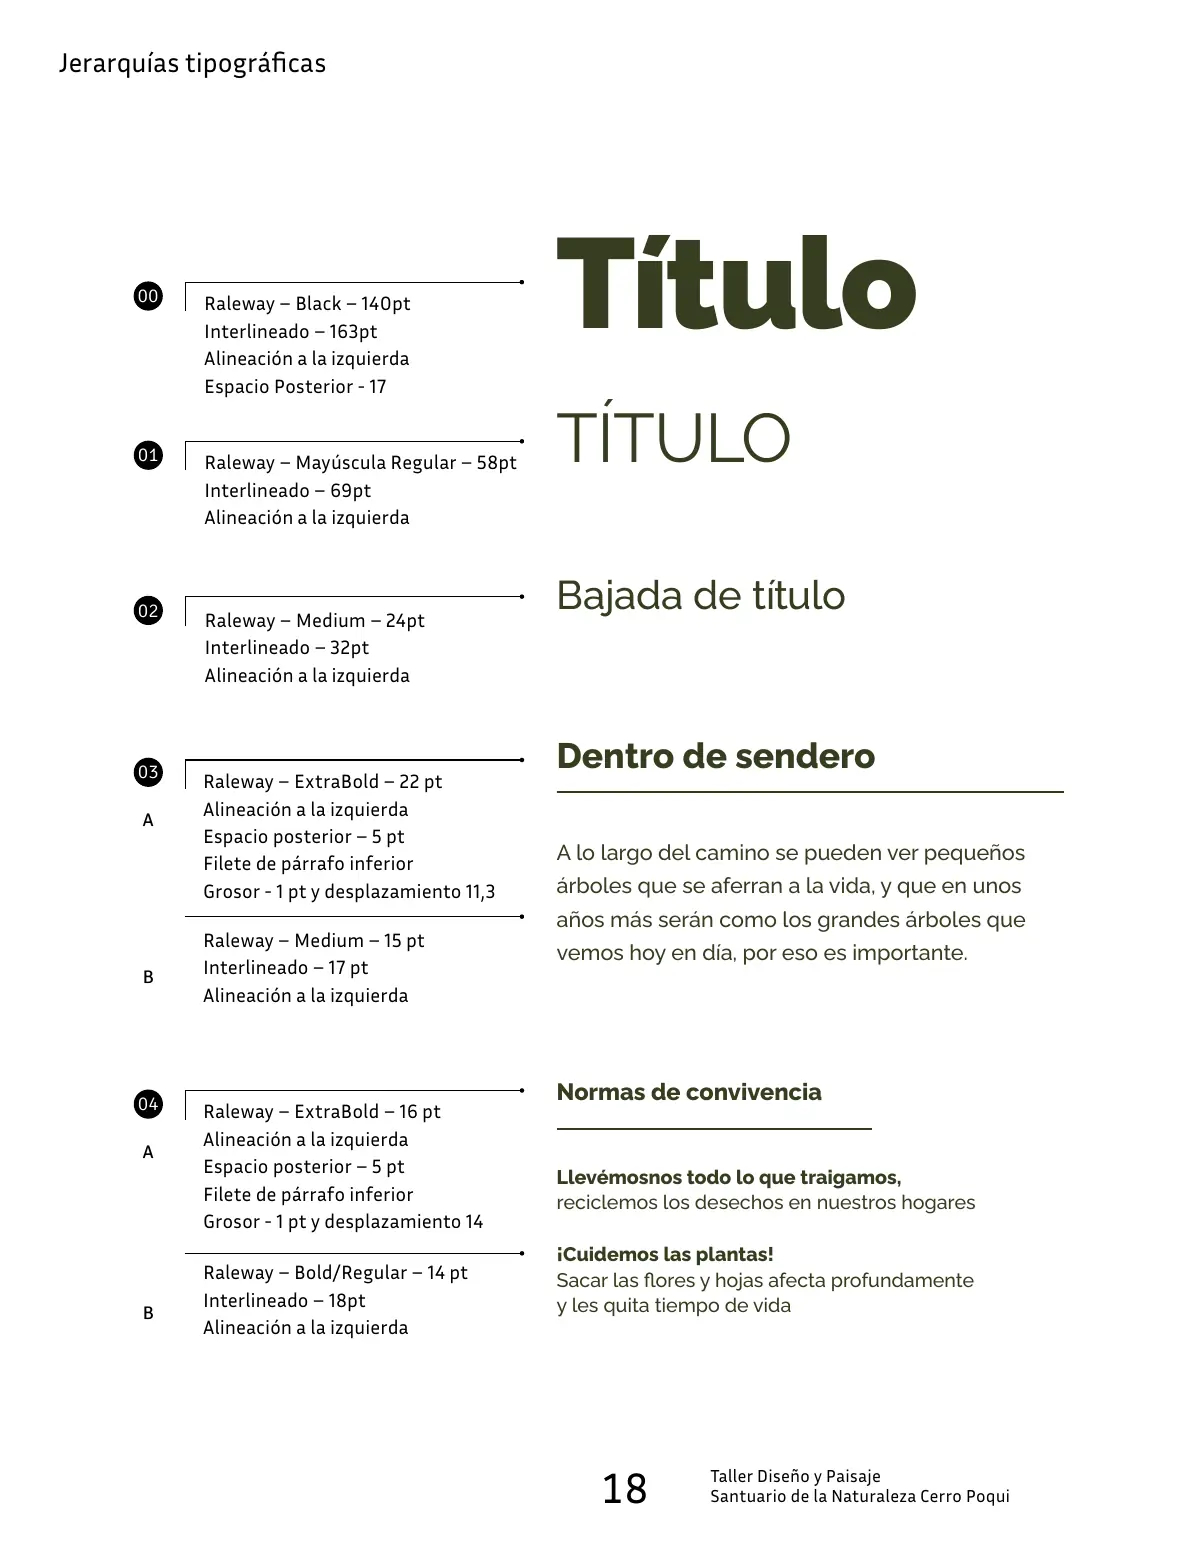 Jerarquías tipográficas
Título
00
Raleway – Black – 140pt
Interlineado – 163pt
Alineación a la izquierda
Espacio Posterior - 17
TÍTULO
01
Raleway – Mayúscula Regular – 58pt
Interlineado – 69pt
Alineación a la izquierda
Bajada de título
02
Raleway – Medium – 24pt
Interlineado – 32pt
Alineación a la izquierda
Dentro de sendero
03
A
Raleway – ExtraBold – 22 pt
Alineación a la izquierda
Espacio posterior – 5 pt
Filete de párrafo inferior
Grosor - 1 pt y desplazamiento 11,3
A lo largo del camino se pueden ver pequeños
árboles que se aferran a la vida, y que en unos
años más serán como los grandes árboles que
vemos hoy en día, por eso es importante.
B
Raleway – Medium – 15 pt
Interlineado – 17 pt
Alineación a la izquierda
Normas de convivencia
04
A
Raleway – ExtraBold – 16 pt
Alineación a la izquierda
Espacio posterior – 5 pt
Filete de párrafo inferior
Grosor - 1 pt y desplazamiento 14
Llevémosnos todo lo que traigamos,
reciclemos los desechos en nuestros hogares
¡Cuidemos las plantas!
Sacar las flores y hojas afecta profundamente
y les quita tiempo de vida
B
Raleway – Bold/Regular – 14 pt
Interlineado – 18pt
Alineación a la izquierda
18
Taller Diseño y Paisaje
Santuario de la Naturaleza Cerro Poqui